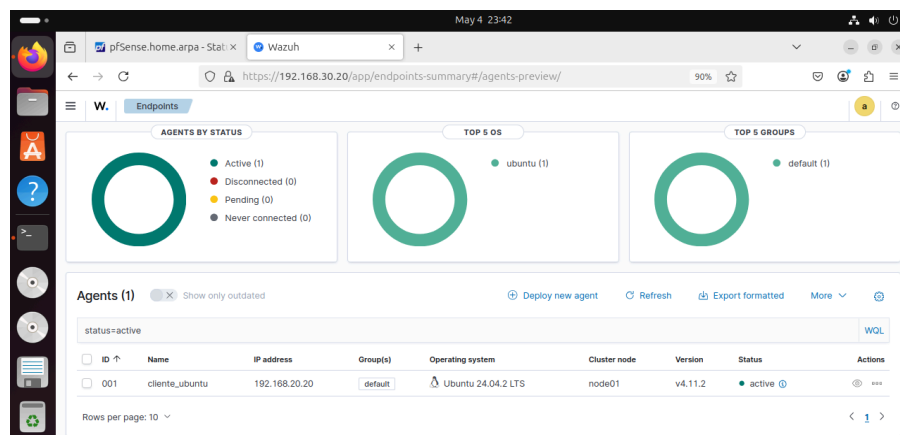 May 4 23:42
pfSense.home.arpa - Stat
Wazuh
https://192.168.30.20/app/endpoints-summary#/agents-preview/
90%
W.
Endpoints
a
AGENTS BY STATUS
Active (1)
Disconnected (0)
Pending (0)
Never connected (0)
TOP 5 OS
ubuntu (1)
TOP 5 GROUPS
default (1)
Agents (1) Show only outdated Deploy new agent Refresh Export formatted More
status=active WQL
ID Name IP address Group(s) Operating system Cluster node Version Status Actions
001 cliente_ubuntu 192.168.20.20 default Ubuntu 24.04.2 LTS node01 v4.11.2 active
Rows per page: 10 1